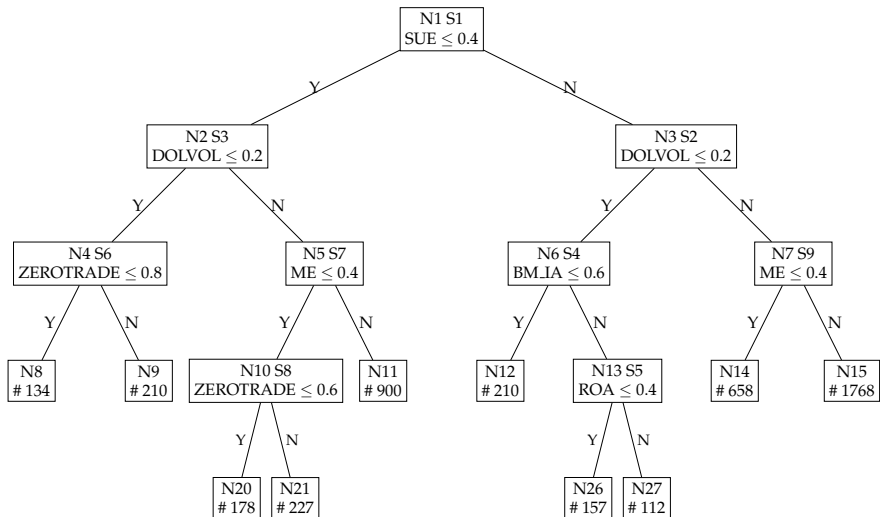 N1 S1
SUE ≤ 0.4
Y
N
N2 S3
DOLVOL ≤ 0.2
N3 S2
DOLVOL ≤ 0.2
Y
N
Y
N
N4 S6
ZEROTRADE ≤ 0.8
N5 S7
ME ≤ 0.4
N6 S4
BM_IA ≤ 0.6
N7 S9
ME ≤ 0.4
Y
N
Y
N
Y
N
Y
N
N8
# 134
N9
# 210
N10 S8
ZEROTRADE ≤ 0.6
N11
# 900
N12
# 210
N13 S5
ROA ≤ 0.4
N14
# 658
N15
# 1768
Y
N
Y
N
N20
# 178
N21
# 227
N26
# 157
N27
# 112